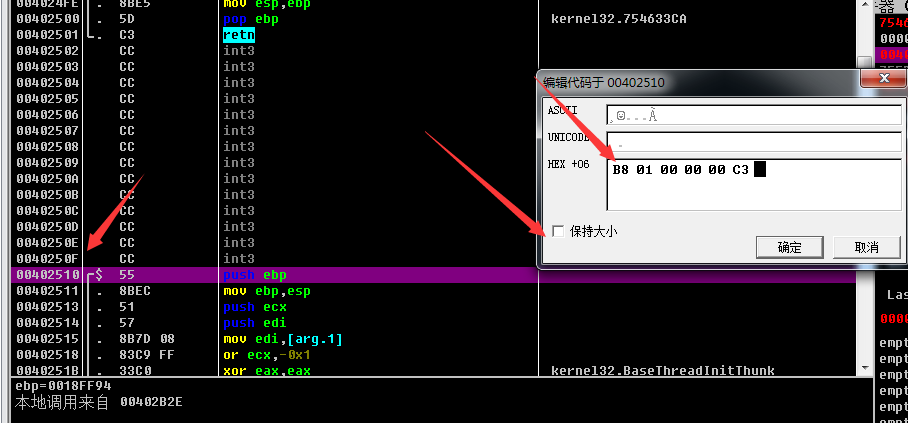 004024FE . 8BE5 mov esp,ebp
00402500 . 5D pop ebp kernel32.754633CA
00402501 . C3 retn
00402502 CC int3
00402503 CC int3
00402504 CC int3
00402505 CC int3
00402506 CC int3
00402507 CC int3
00402508 CC int3
00402509 CC int3
0040250A CC int3
0040250B CC int3
0040250C CC int3
0040250D CC int3
0040250E CC int3
0040250F CC int3
00402510 $ 55 push ebp
00402511 . 8BEC mov ebp,esp
00402513 . 51 push ecx
00402514 . 57 push edi
00402515 . 8B7D 08 mov edi,[arg.1]
00402518 . 83C9 FF or ecx,-0x1
0040251B . 33C0 xor eax,eax kernel32.BaseThreadInitThunk
ebp=0018FF94
本地调用来自 00402B2E
编辑代码于 00402510
ASCII
UNICODE
HEX +06 B8 01 00 00 00 C3
保持大小
确定 取消
器
7546
0000
Las
0000
empt
empt
empt
empt
empt